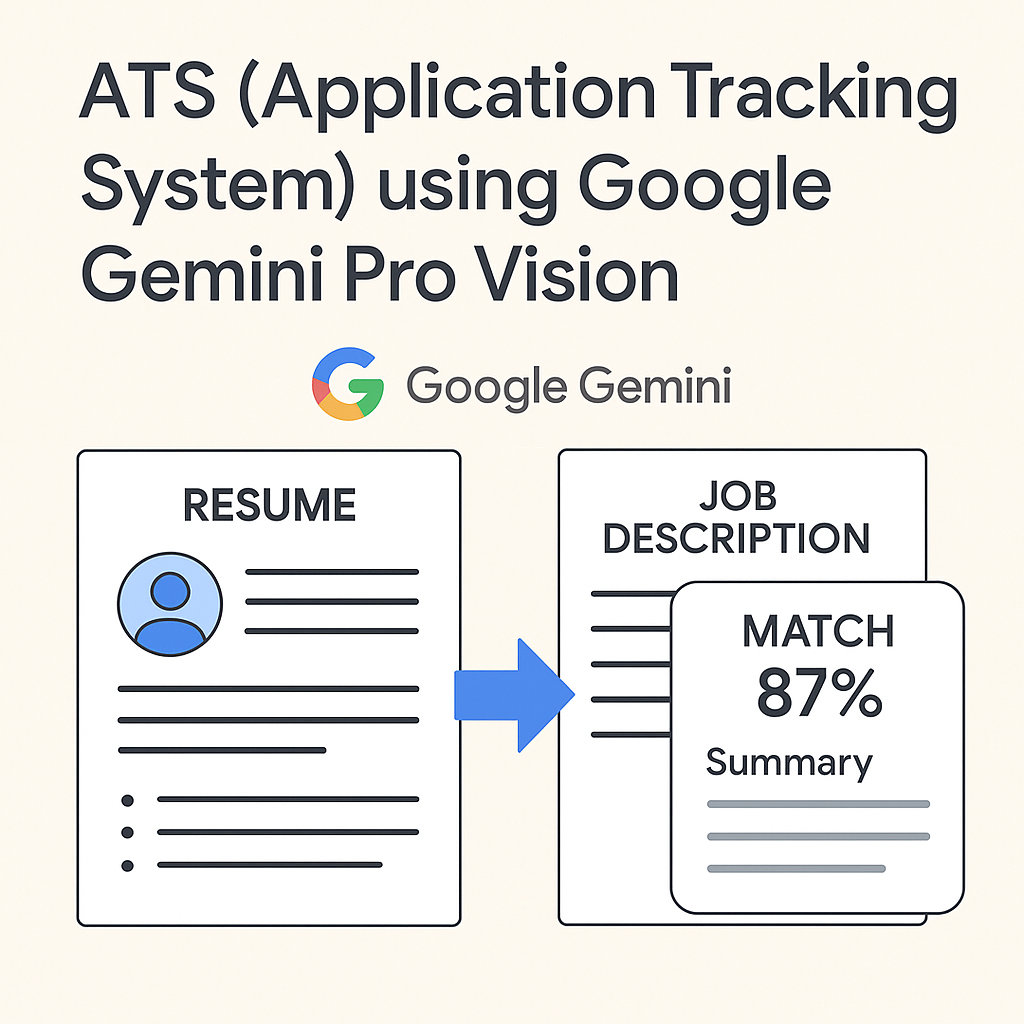 ATS (Application Tracking
System) using Google
Gemini Pro Vision
Google Gemini
RESUME
JOB
DESCRIPTION
MATCH
87%
Summary